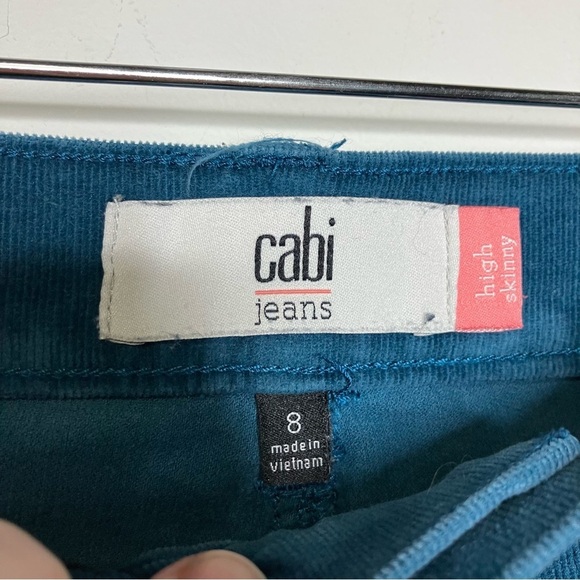 cabi
jeans
high
skinny
8
made in
vietnam